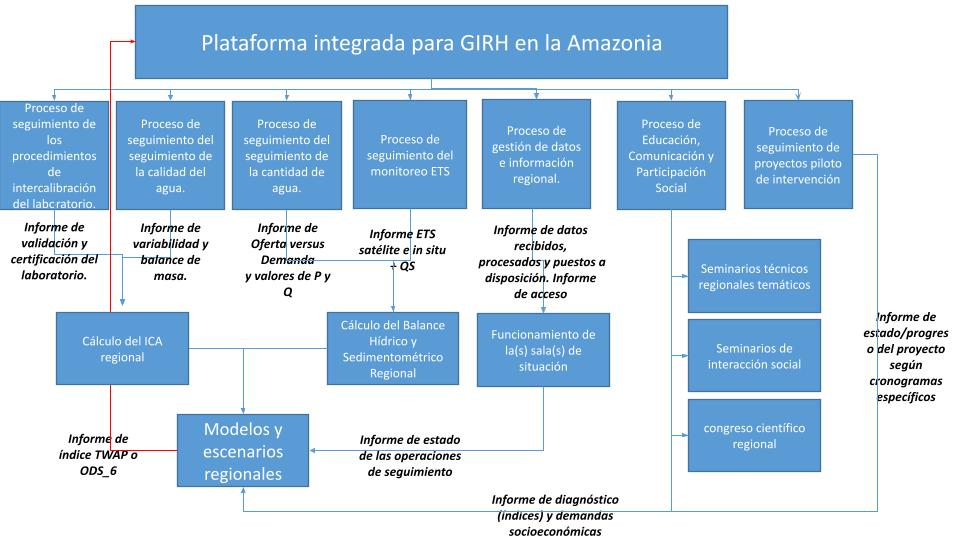 Plataforma integrada para GIRH en la Amazonia
Proceso de
seguimiento de
los
procedimientos
de
intercalibración
del laboratorio.
Proceso de
seguimiento del
seguimiento de
la calidad del
agua.
Proceso de
seguimiento del
seguimiento de
la cantidad de
agua.
Proceso de
seguimiento del
monitoreo ETS
Proceso de
gestión de datos
e información
regional.
Proceso de
Educación,
Comunicación y
Participación
Social
Proceso de
seguimiento de
proyectos piloto
de intervención
Informe de
validación y
certificación del
laboratorio.
Informe de
variabilidad y
balance de
masa.
Informe de
Oferta versus
Demanda
y valores de P y
Q
Informe ETS
satélite e in situ
+ QS
Informe de datos
recibidos,
procesados y puestos a
disposición. Informe
de acceso
Seminarios técnicos
regionales temáticos
Seminarios de
interacción social
congreso científico
regional
Informe de
estado/progres
o del proyecto
según
cronogramas
específicos
Cálculo del ICA
regional
Cálculo del Balance
Hídrico y
Sedimentométrico
Regional
Funcionamiento de
la(s) sala(s) de
situación
Informe de
índice TWAP o
ODS_6
Modelos y
escenarios
regionales
Informe de estado
de las operaciones
de seguimiento
Informe de diagnóstico
(índices) y demandas
socioeconómicas